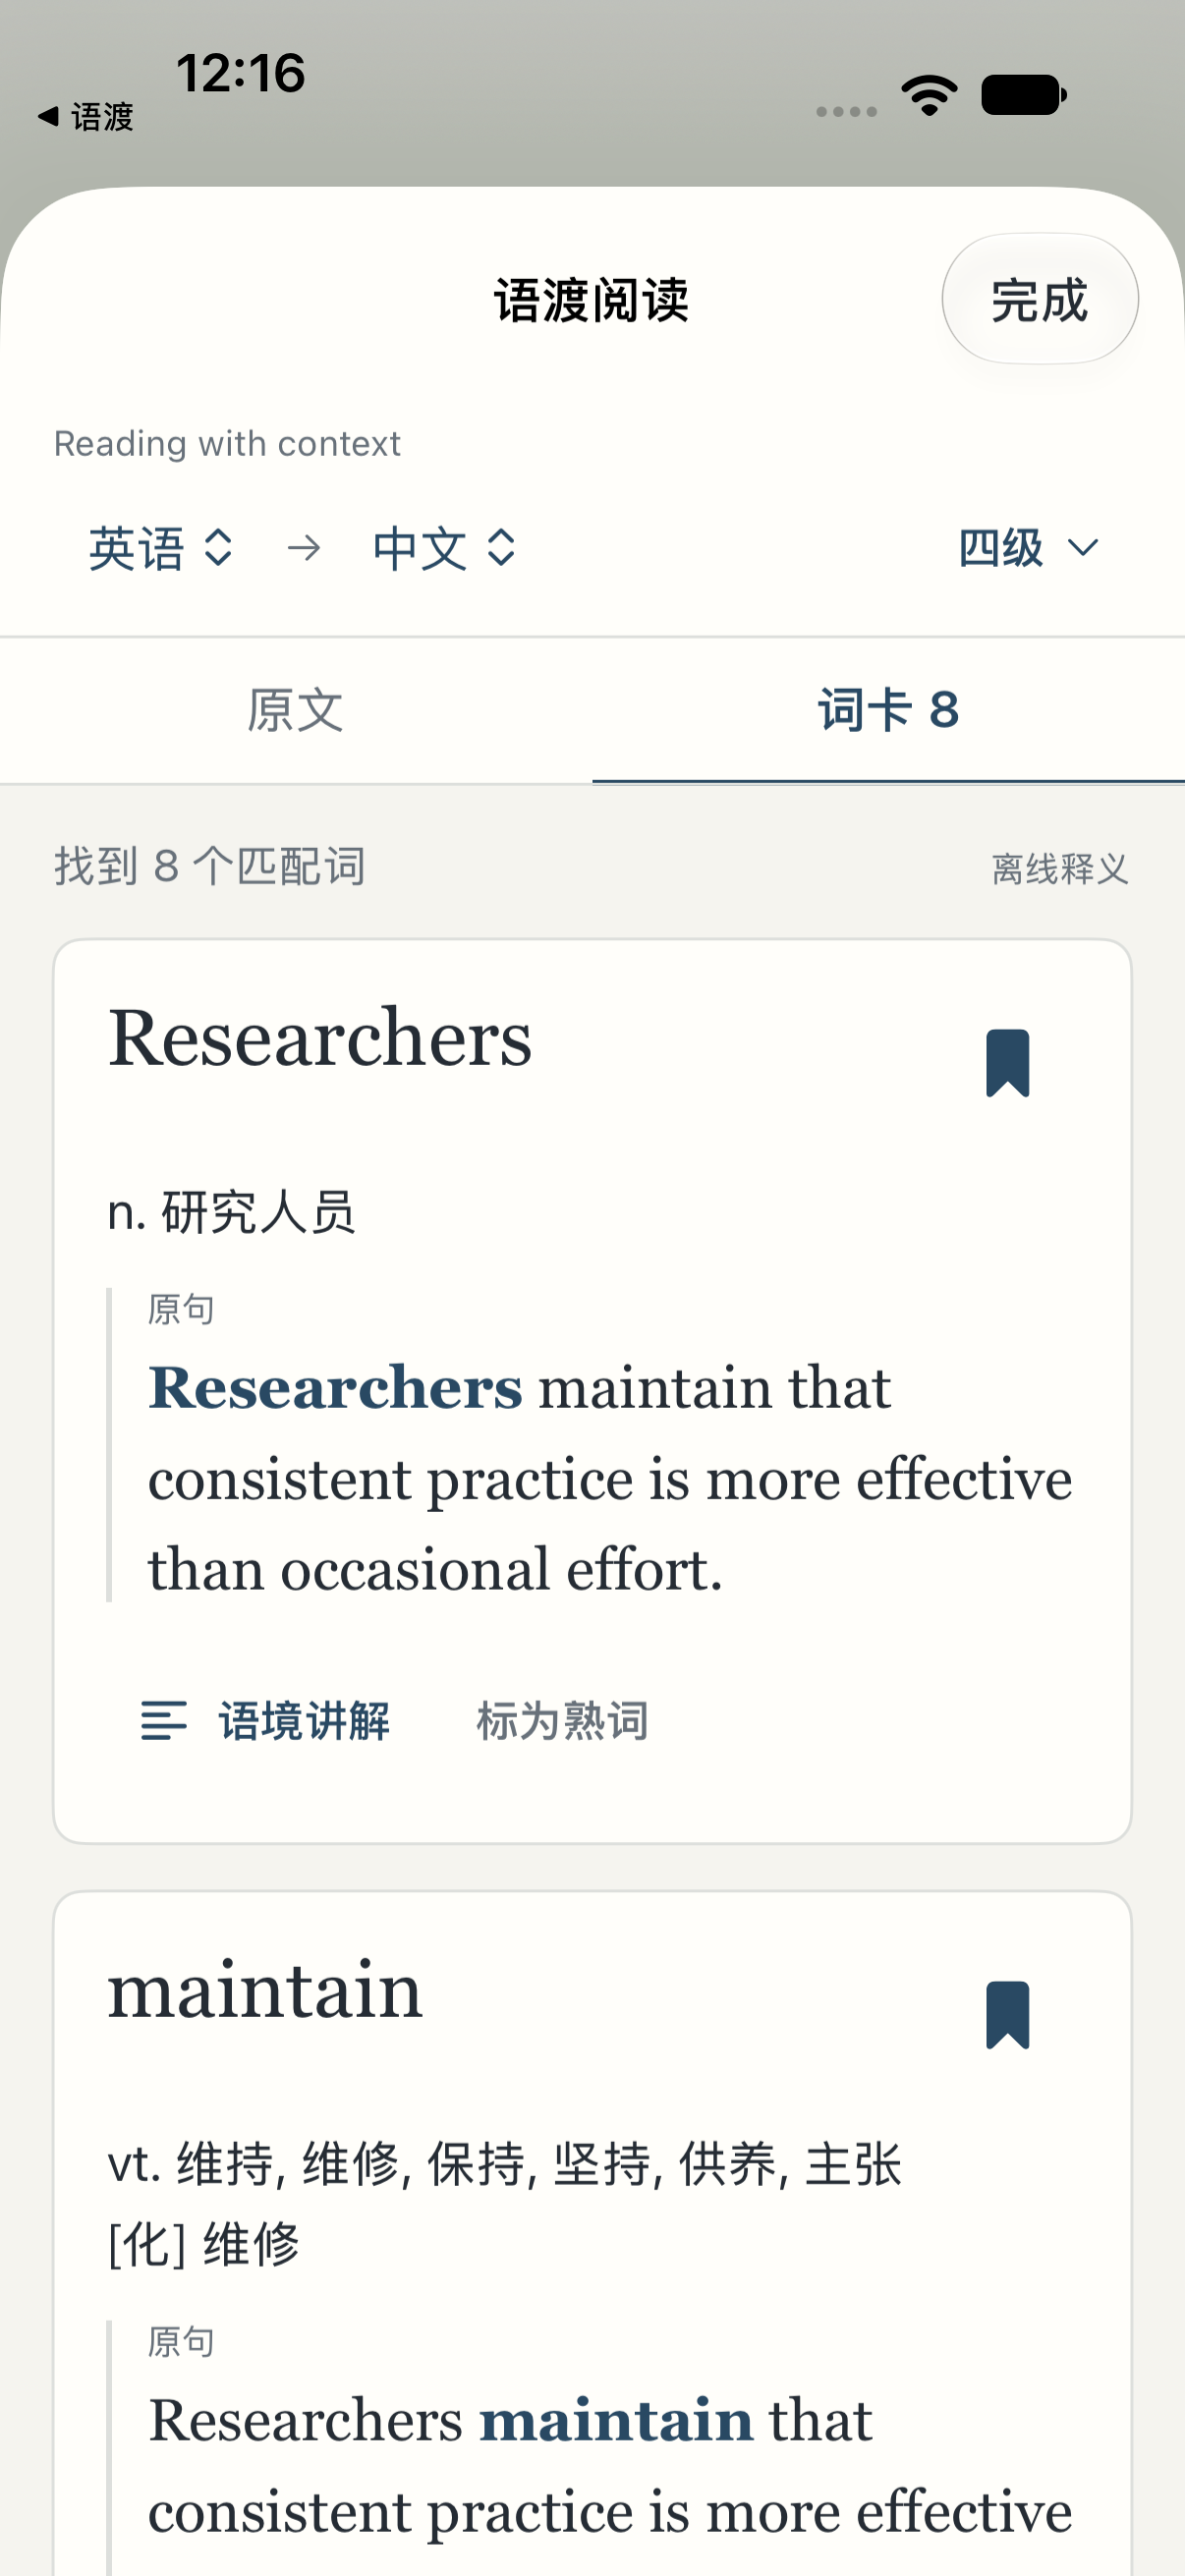 12:16
◀ 语渡
语渡阅读
完成
Reading with context
英语 → 中文
四级
原文
词卡 8
找到 8 个匹配词
离线释义
Researchers
n. 研究人员
原句
Researchers maintain that
consistent practice is more effective
than occasional effort.
语境讲解
标为熟词
maintain
vt. 维持, 维修, 保持, 坚持, 供养, 主张
[化] 维修
原句
Researchers maintain that
consistent practice is more effective